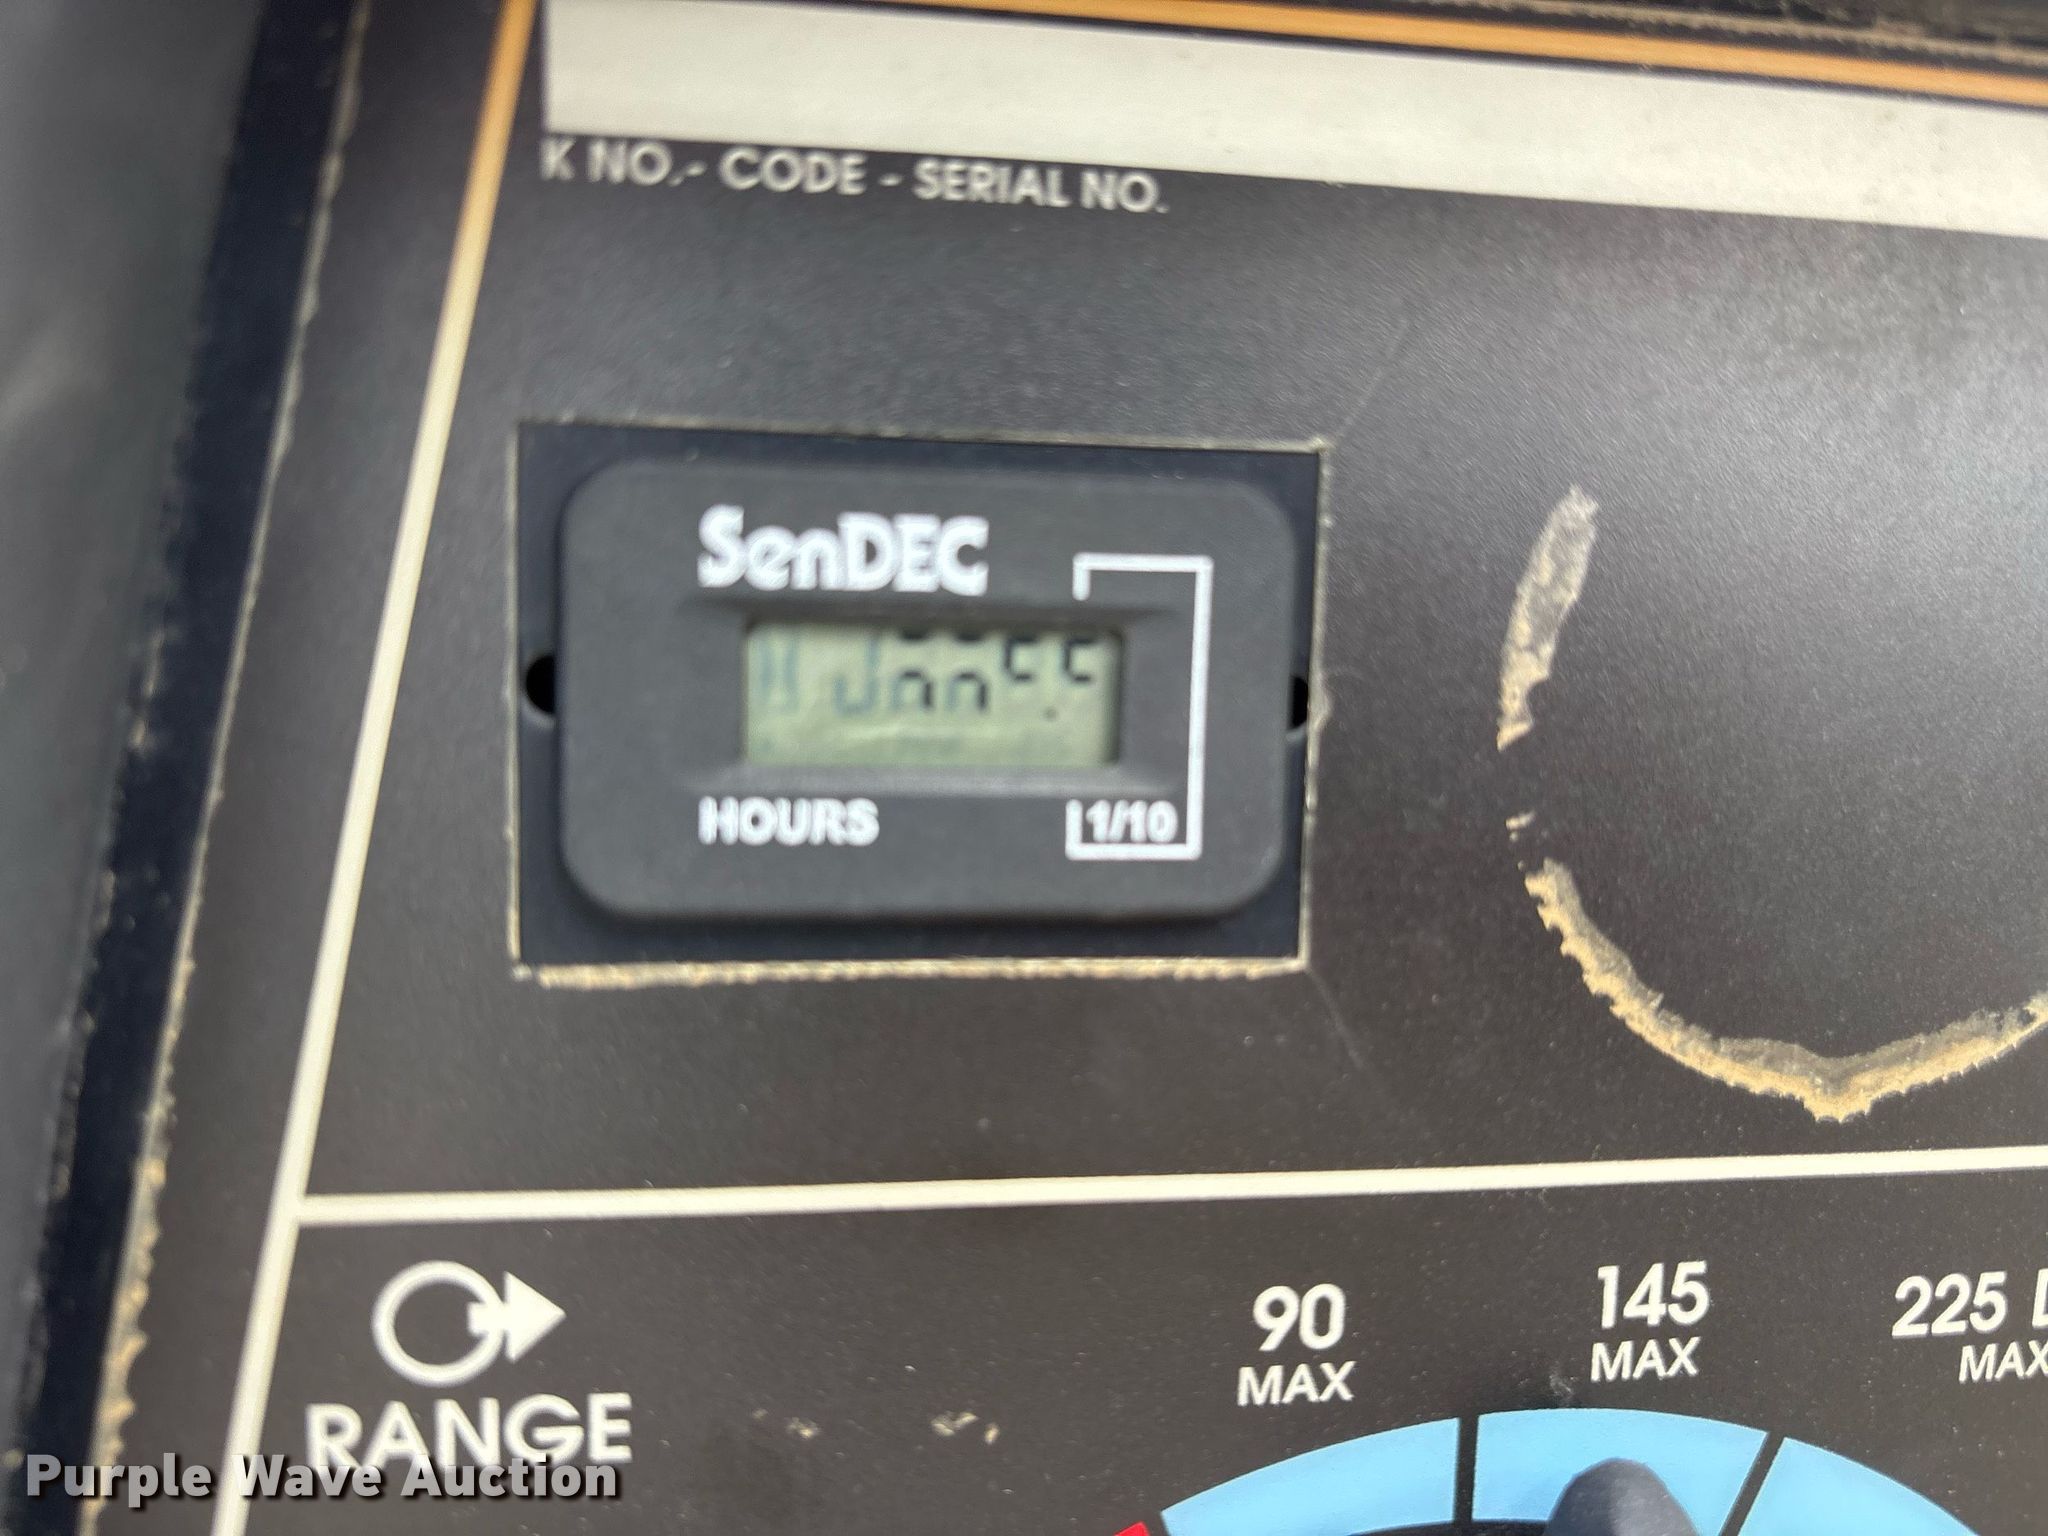 K NO.- CODE - SERIAL NO.
SenDEC
HOURS
1/10
RANGE
90
MAX
145
MAX
225
MAX
Purple Wave Auction